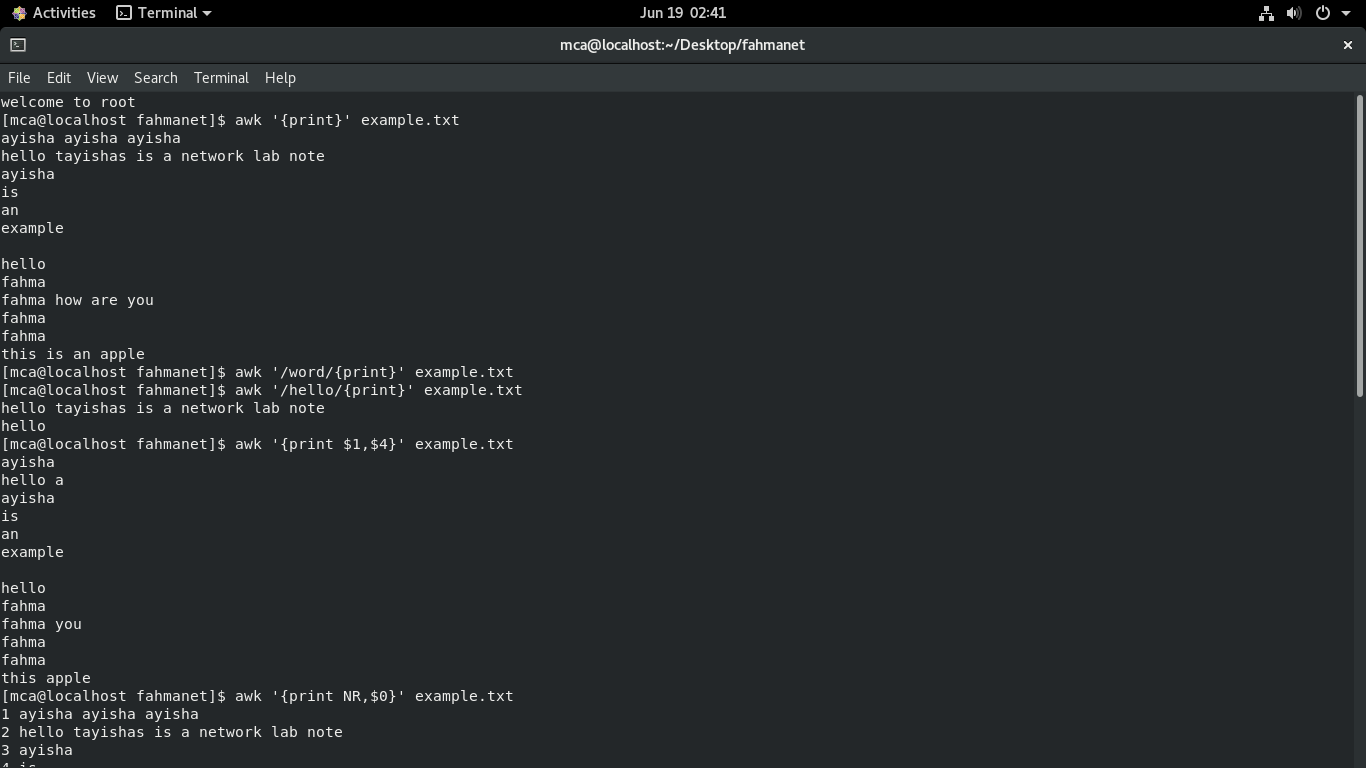 Activities Terminal Jun 19 02:41
mca@localhost:~/Desktop/fahmanet ×
File Edit View Search Terminal Help
welcome to root
[mca@localhost fahmanet]$ awk '{print}' example.txt
ayisha ayisha ayisha
hello tayishas is a network lab note
ayisha
is
an
example

hello
fahma
fahma how are you
fahma
fahma
this is an apple
[mca@localhost fahmanet]$ awk '/word/{print}' example.txt
[mca@localhost fahmanet]$ awk '/hello/{print}' example.txt
hello tayishas is a network lab note
hello
[mca@localhost fahmanet]$ awk '{print $1,$4}' example.txt
ayisha
hello a
ayisha
is
an
example

hello
fahma
fahma you
fahma
fahma
this apple
[mca@localhost fahmanet]$ awk '{print NR,$0}' example.txt
1 ayisha ayisha ayisha
2 hello tayishas is a network lab note
3 ayisha
4 is